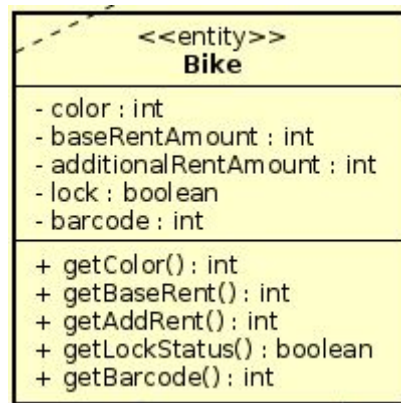 <<entity>>
Bike
- color : int
- baseRentAmount : int
- additionalRentAmount : int
- lock : boolean
- barcode : int
+ getColor() : int
+ getBaseRent() : int
+ getAddRent() : int
+ getLockStatus() : boolean
+ getBarcode() : int